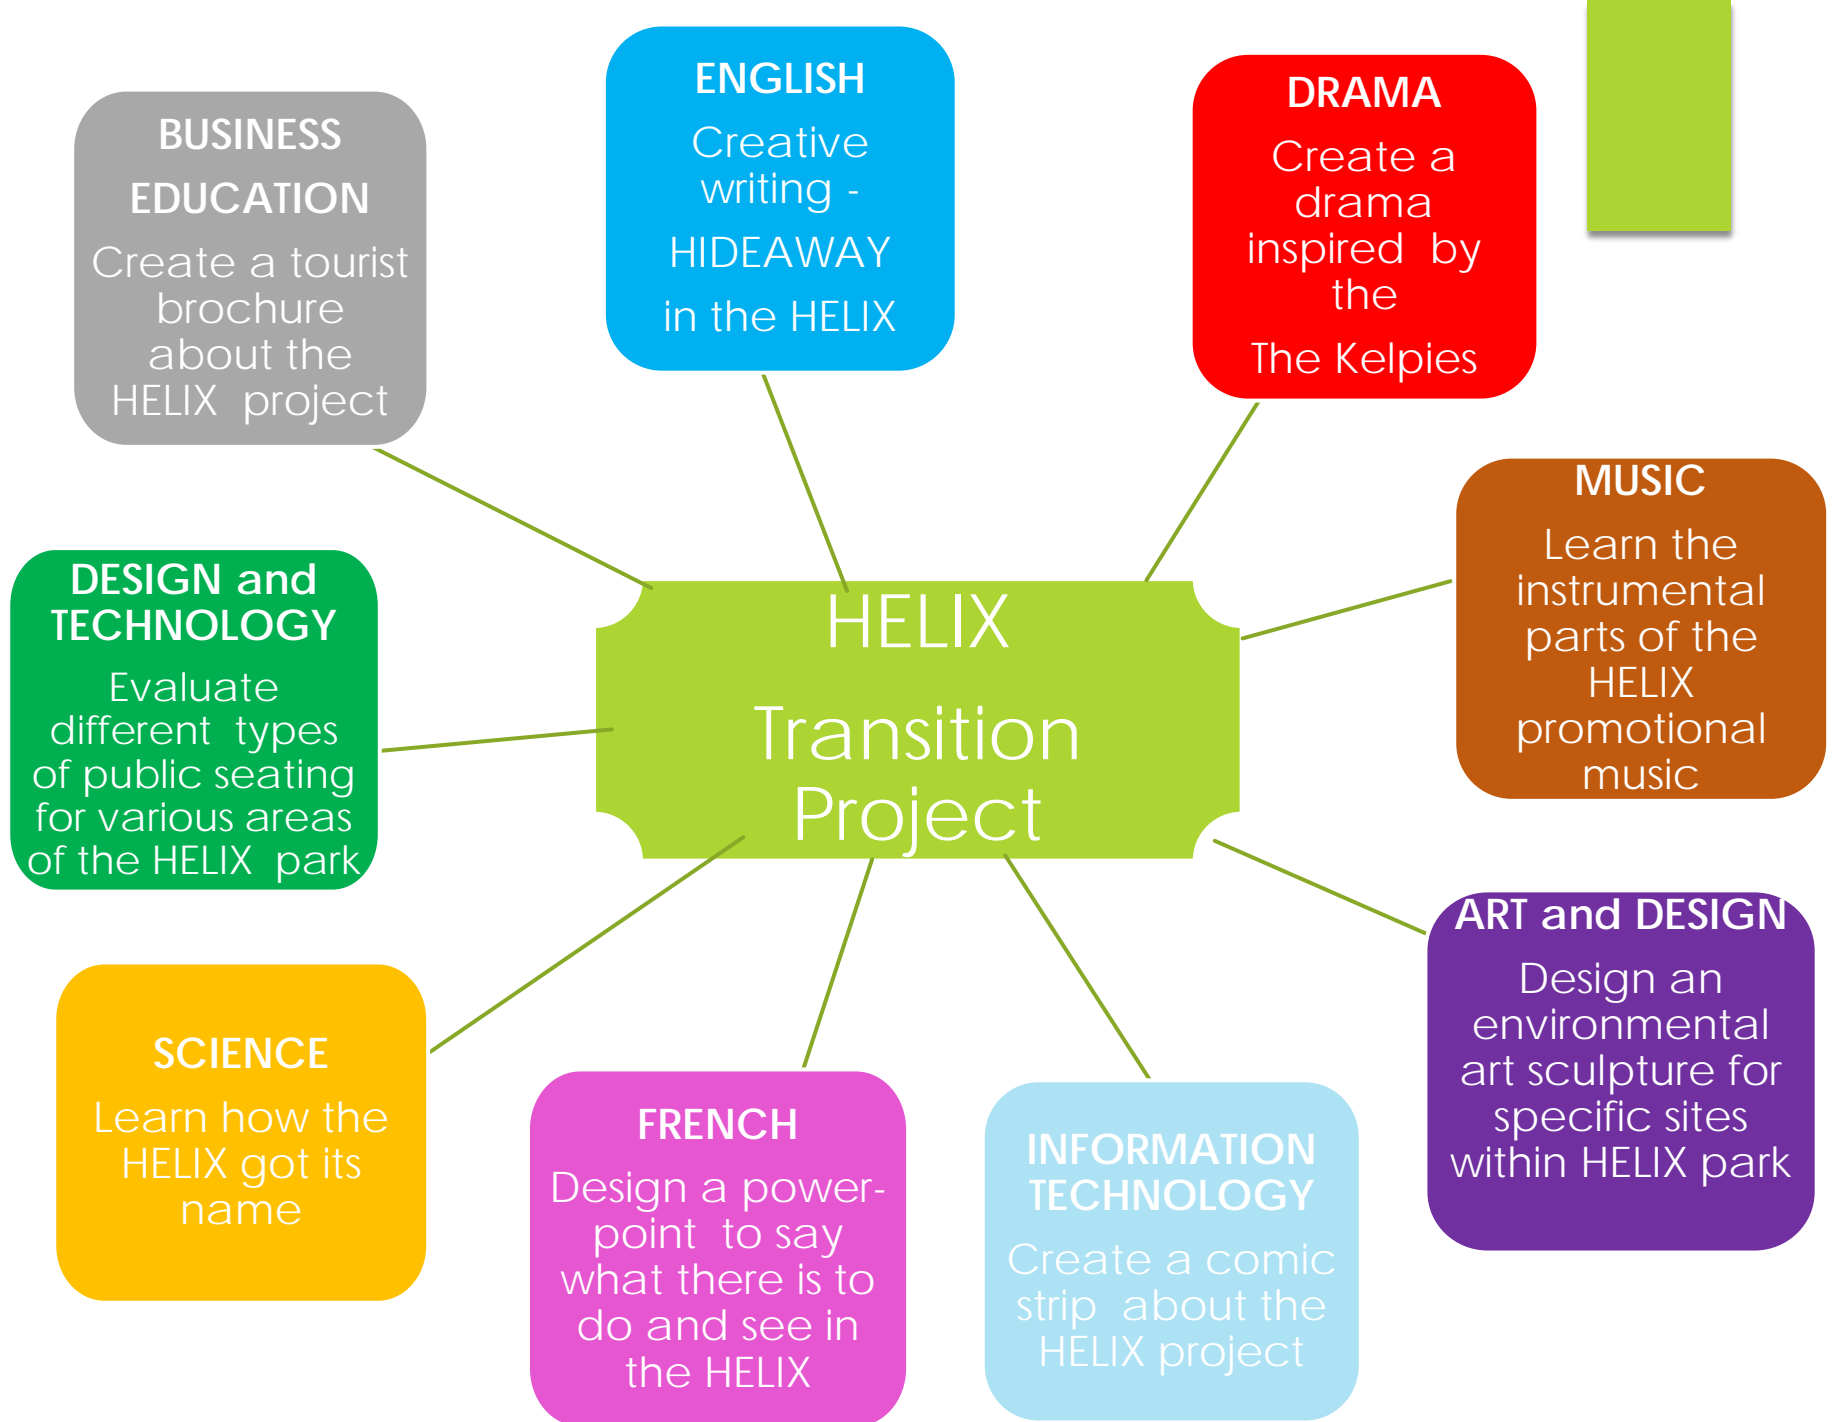 BUSINESS
EDUCATION
Create a tourist
brochure
about the
HELIX project
ENGLISH
Creative
writing -
HIDEAWAY
in the HELIX
DRAMA
Create a
drama
inspired by
the
The Kelpies
MUSIC
Learn the
instrumental
parts of the
HELIX
promotional
music
DESIGN and
TECHNOLOGY
Evaluate
different types
of public seating
for various areas
of the HELIX park
HELIX
Transition
Project
ART and DESIGN
Design an
environmental
art sculpture for
specific sites
within HELIX park
SCIENCE
Learn how the
HELIX got its
name
FRENCH
Design a power-
point to say
what there is to
do and see in
the HELIX
INFORMATION
TECHNOLOGY
Create a comic
strip about the
HELIX project